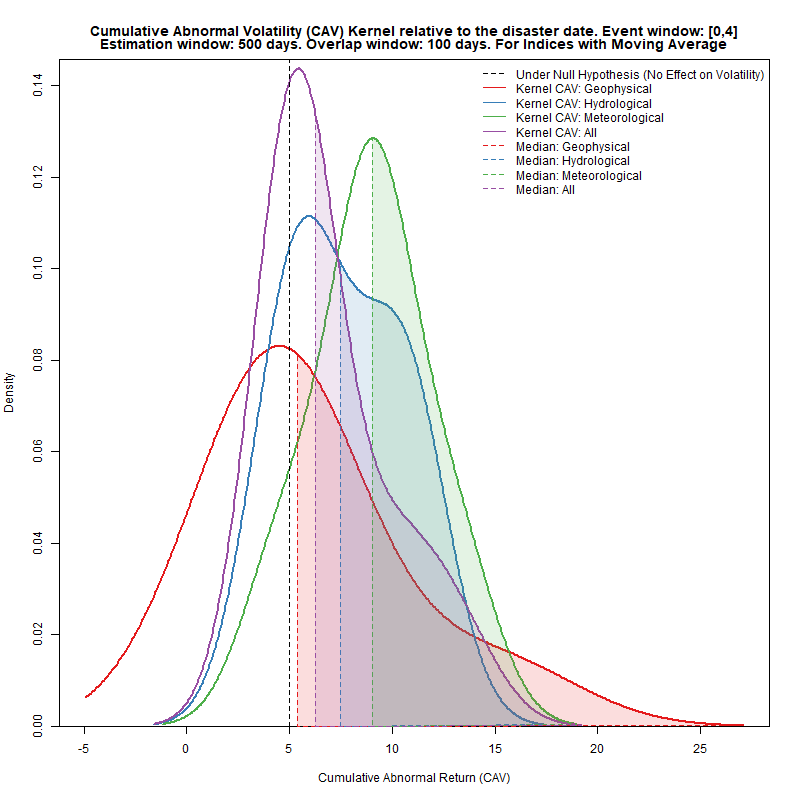 Cumulative Abnormal Volatility (CAV) Kernel relative to the disaster date. Event window: [0,4]
Estimation window: 500 days. Overlap window: 100 days. For Indices with Moving Average
Under Null Hypothesis (No Effect on Volatility)
Kernel CAV: Geophysical
Kernel CAV: Hydrological
Kernel CAV: Meteorological
Kernel CAV: All
Median: Geophysical
Median: Hydrological
Median: Meteorological
Median: All
Density
0.14
0.12
0.10
0.08
0.06
0.04
0.02
0.00
-5 0 5 10 15 20 25
Cumulative Abnormal Return (CAV)